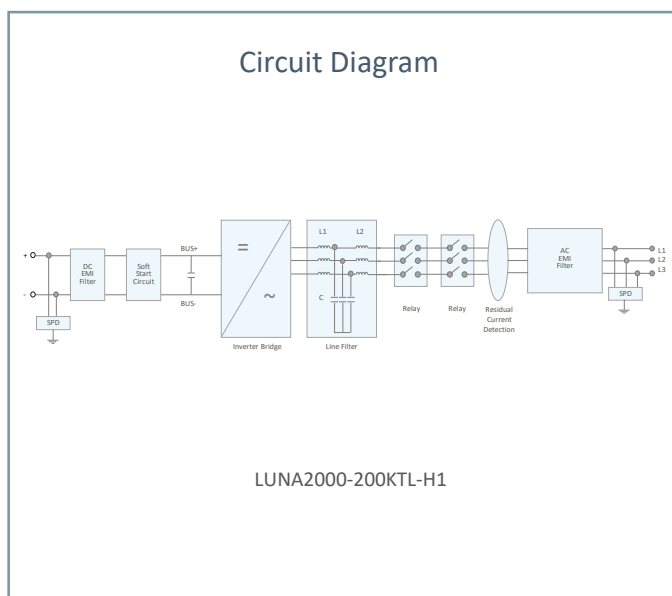 Circuit Diagram
L1
L2
+
-
DC
EMI
Filter
Soft
Start
Circuit
BUS+
BUS-
=
~
C
AC
EMI
Filter
L1
L2
L3
SPD
SPD
Inverter Bridge
Line Filter
Relay
Relay
Residual
Current
Detection
LUNA2000-200KTL-H1